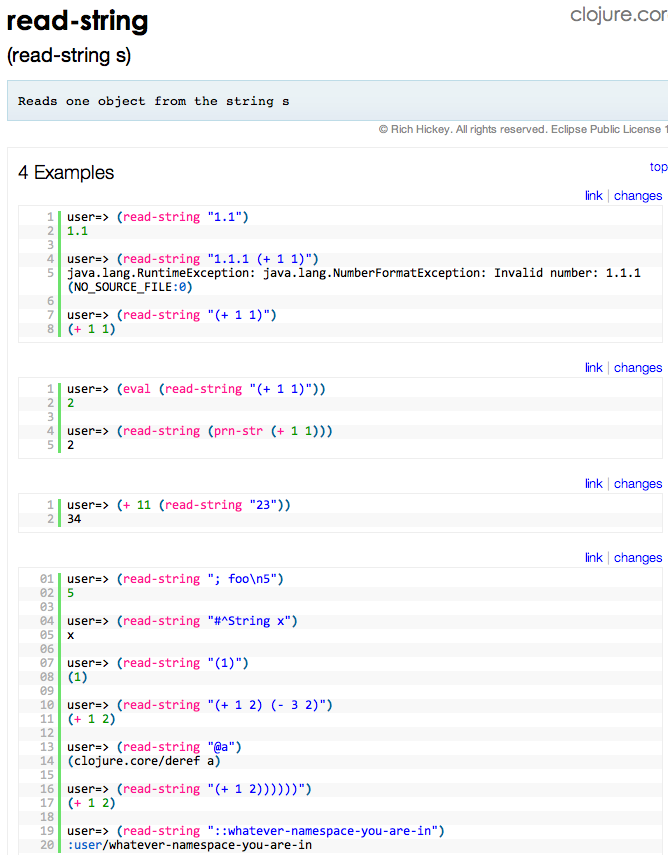 read-string
clojure.cor
(read-string s)
Reads one object from the string s
© Rich Hickey. All rights reserved. Eclipse Public License 1
4 Examples
top
link | changes
1 user=> (read-string "1.1")
2 1.1
3
4 user=> (read-string "1.1.1 (+ 1 1)")
5 java.lang.RuntimeException: java.lang.NumberFormatException: Invalid number: 1.1.1
(NO_SOURCE_FILE:0)
6
7 user=> (read-string "(+ 1 1)")
8 (+ 1 1)
link | changes
1 user=> (eval (read-string "(+ 1 1)"))
2 2
3
4 user=> (read-string (prn-str (+ 1 1)))
5 2
link | changes
1 user=> (+ 11 (read-string "23"))
2 34
link | changes
01 user=> (read-string "; foo\n5")
02 5
03
04 user=> (read-string "#^String x")
05 x
06
07 user=> (read-string "(1)")
08 (1)
09
10 user=> (read-string "(+ 1 2) (- 3 2)")
11 (+ 1 2)
12
13 user=> (read-string "@a")
14 (clojure.core/deref a)
15
16 user=> (read-string "(+ 1 2))))))")
17 (+ 1 2)
18
19 user=> (read-string "::whatever-namespace-you-are-in")
20 :user/whatever-namespace-you-are-in